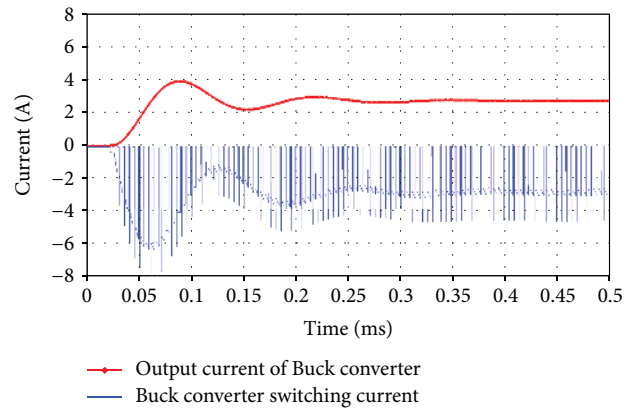 8
6
4
2
0
−2
−4
−6
−8
Current (A)
0 0.05 0.1 0.15 0.2 0.25 0.3 0.35 0.4 0.45 0.5
Time (ms)
Output current of Buck converter
Buck converter switching current